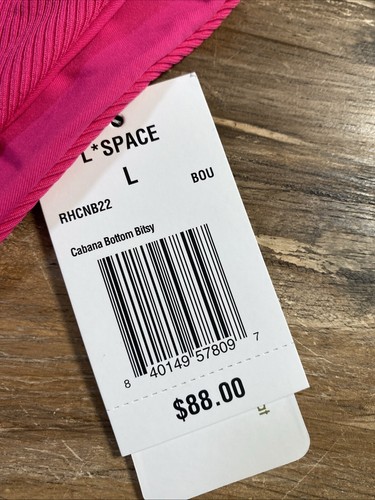 S
L*SPACE
L
BOU
RHCNB22
Cabana Bottom Bitsy
8 40149 57809 7
$88.00